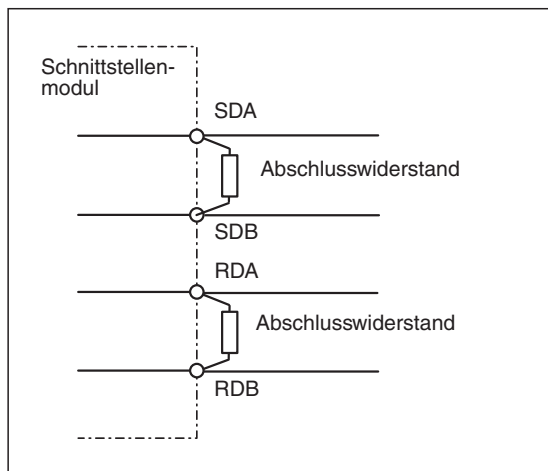 Schnittstellen-
modul
SDA
Abschlusswiderstand
SDB
RDA
Abschlusswiderstand
RDB